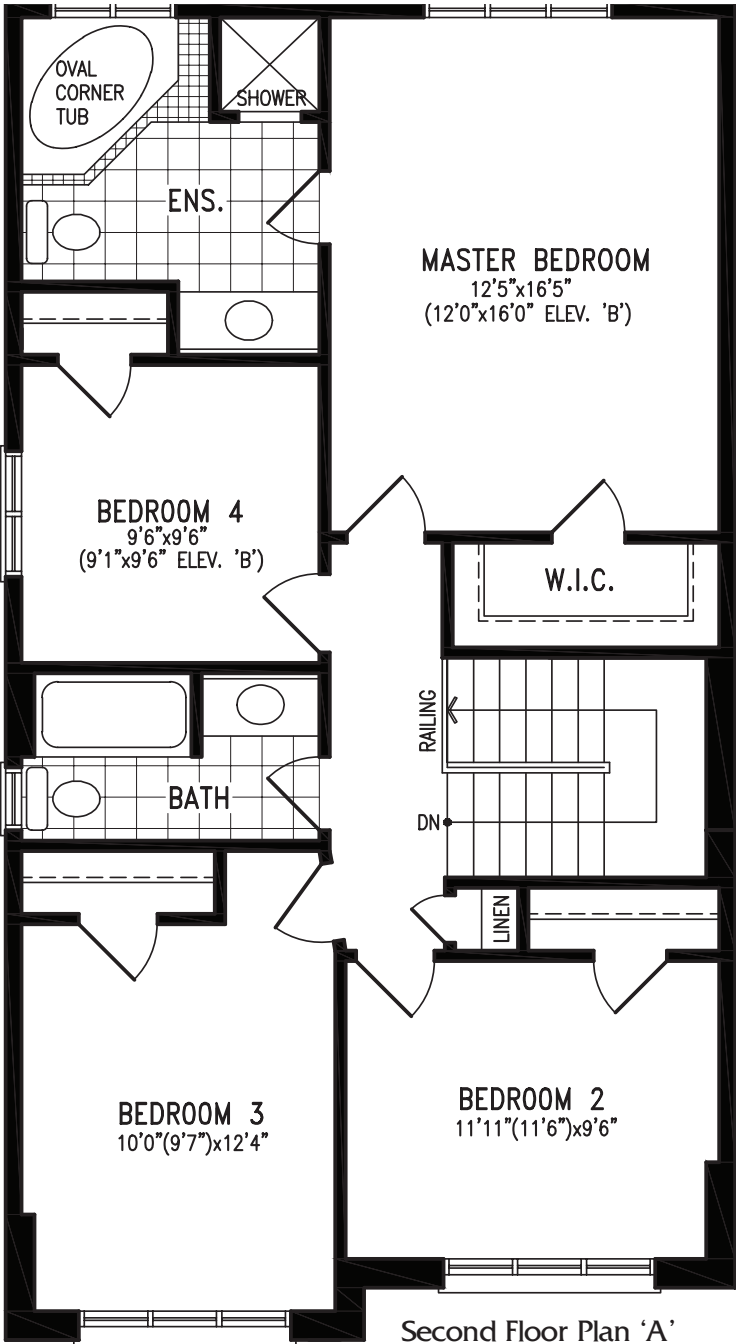 OVAL
CORNER
TUB
SHOWER
ENS.
MASTER BEDROOM
12'5"x16'5"
(12'0"x16'0" ELEV. 'B')
BEDROOM 4
9'6"x9'6"
(9'1"x9'6" ELEV. 'B')
W.I.C.
RAILING
BATH
DN
LINEN
BEDROOM 3
10'0"(9'7")x12'4"
BEDROOM 2
11'11"(11'6")x9'6"
Second Floor Plan ‘A’